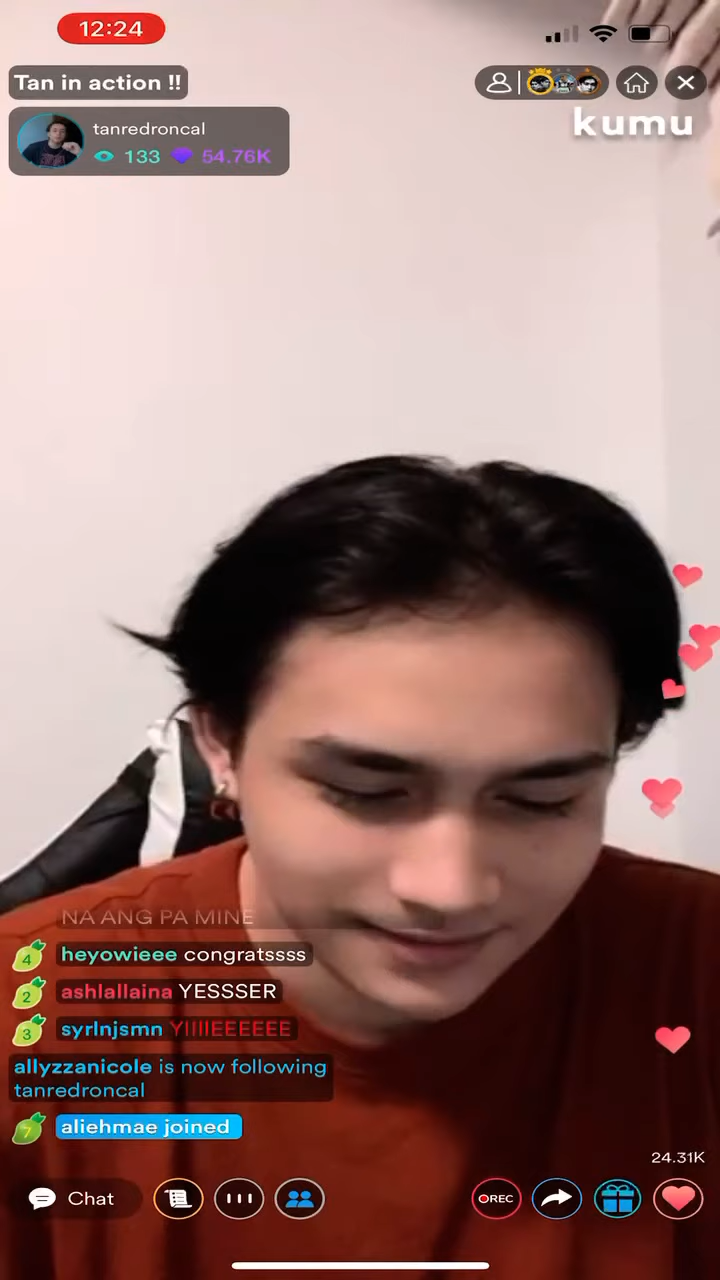 12:24
Tan in action !!
kumu
tanredroncal
133 54.76K
NA ANG PA MINE
4 heyowieee congratssss
2 ashlallaina YESSSER
3 syrlnjsmn YIIIIEEEEEE
allyzzanicole is now following
tanredroncal
7 aliehmae joined
24.31K
Chat
REC